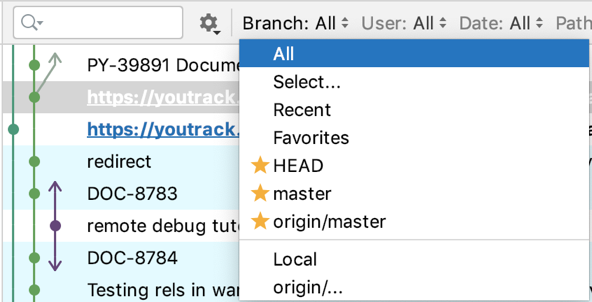 Branch: All User: All Date: All Path
All
PY-39891 Docume
Select...
https://youtrack.
Recent
https://youtrack.
Favorites
redirect
HEAD
DOC-8783
master
remote debug tut
origin/master
DOC-8784
Local
Testing rels in wa
origin/...